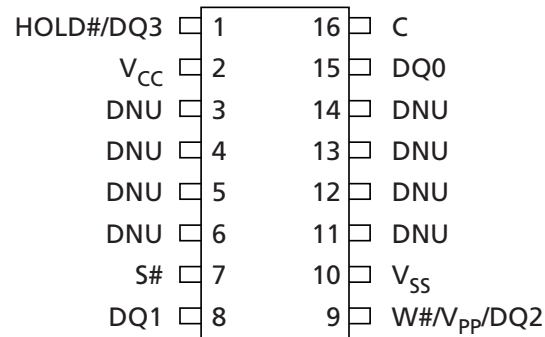 HOLD#/DQ3 1 16 C
VCC 2 15 DQ0
DNU 3 14 DNU
DNU 4 13 DNU
DNU 5 12 DNU
DNU 6 11 DNU
S# 7 10 VSS
DQ1 8 9 W#/VPP/DQ2